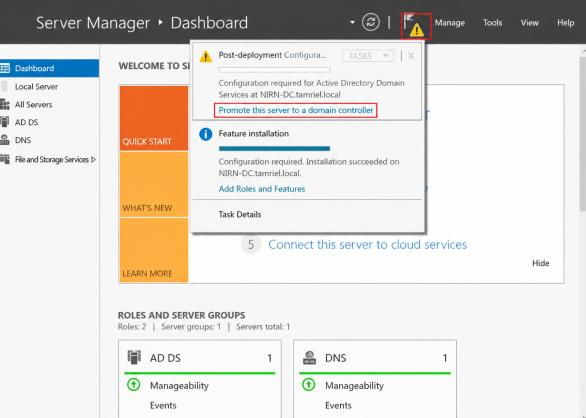 Server Manager ▸ Dashboard
Manage Tools View Help
Dashboard
Local Server
All Servers
AD DS
DNS
File and Storage Services ▷
WELCOME TO SE
QUICK START
WHAT'S NEW
LEARN MORE
Post-deployment Configura...
TASKS
X
Configuration required for Active Directory Domain
Services at NIRN-DC.tamriel.local
Promote this server to a domain controller
Feature installation
Configuration required. Installation succeeded on
NIRN-DC.tamriel.local.
Add Roles and Features
Task Details
5 Connect this server to cloud services
Hide
ROLES AND SERVER GROUPS
Roles: 2 | Server groups: 1 | Servers total: 1
AD DS 1
Manageability
Events
DNS 1
Manageability
Events